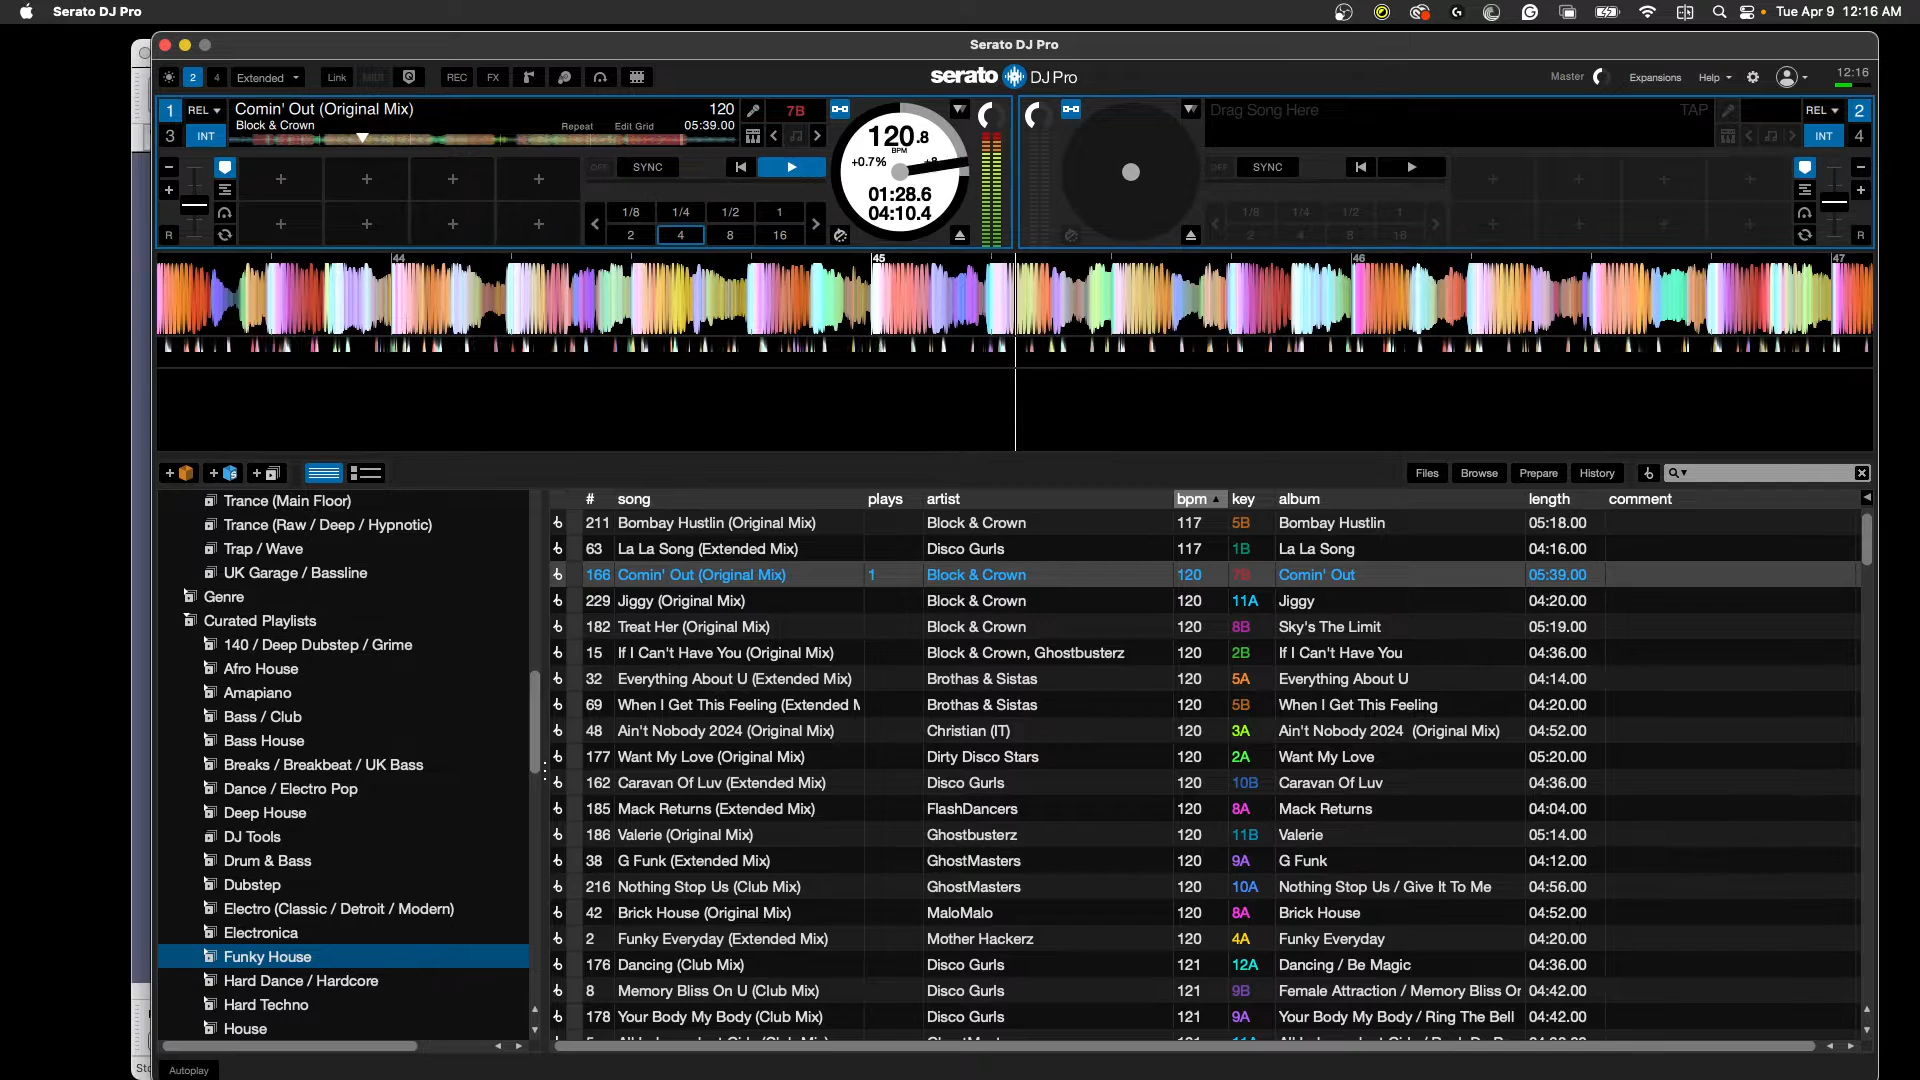 Serato DJ Pro
Tue Apr 9 12:16 AM
Serato DJ Pro
2 4 Extended Link MIDI REC FX
serato DJ Pro
Master Expansions Help 12:16
1 REL Comin' Out (Original Mix) 120 7B
3 INT Block & Crown Repeat Edit Grid 05:39.00
120.8
BPM
+0.7% ±8
01:28.6
04:10.4
OFF SYNC
1/8 1/4 1/2 1
2 4 8 16
R
Drag Song Here TAP REL 2
INT 4
OFF SYNC
1/8 1/4 1/2 1
2 4 8 16
R
44 45 46 47
Files Browse Prepare History
Trance (Main Floor)
Trance (Raw / Deep / Hypnotic)
Trap / Wave
UK Garage / Bassline
Genre
Curated Playlists
140 / Deep Dubstep / Grime
Afro House
Amapiano
Bass / Club
Bass House
Breaks / Breakbeat / UK Bass
Dance / Electro Pop
Deep House
DJ Tools
Drum & Bass
Dubstep
Electro (Classic / Detroit / Modern)
Electronica
Funky House
Hard Dance / Hardcore
Hard Techno
House
# song plays artist bpm key album length comment
211 Bombay Hustlin (Original Mix) Block & Crown 117 5B Bombay Hustlin 05:18.00
63 La La Song (Extended Mix) Disco Gurls 117 1B La La Song 04:16.00
166 Comin' Out (Original Mix) 1 Block & Crown 120 7B Comin' Out 05:39.00
229 Jiggy (Original Mix) Block & Crown 120 11A Jiggy 04:20.00
182 Treat Her (Original Mix) Block & Crown 120 8B Sky's The Limit 05:19.00
15 If I Can't Have You (Original Mix) Block & Crown, Ghostbusterz 120 2B If I Can't Have You 04:36.00
32 Everything About U (Extended Mix) Brothas & Sistas 120 5A Everything About U 04:14.00
69 When I Get This Feeling (Extended M Brothas & Sistas 120 5B When I Get This Feeling 04:20.00
48 Ain't Nobody 2024 (Original Mix) Christian (IT) 120 3A Ain't Nobody 2024 (Original Mix) 04:52.00
177 Want My Love (Original Mix) Dirty Disco Stars 120 2A Want My Love 05:20.00
162 Caravan Of Luv (Extended Mix) Disco Gurls 120 10B Caravan Of Luv 04:36.00
185 Mack Returns (Extended Mix) FlashDancers 120 8A Mack Returns 04:04.00
186 Valerie (Original Mix) Ghostbusterz 120 11B Valerie 05:14.00
38 G Funk (Extended Mix) GhostMasters 120 9A G Funk 04:12.00
216 Nothing Stop Us (Club Mix) GhostMasters 120 10A Nothing Stop Us / Give It To Me 04:56.00
42 Brick House (Original Mix) MaloMalo 120 8A Brick House 04:52.00
2 Funky Everyday (Extended Mix) Mother Hackerz 120 4A Funky Everyday 04:20.00
176 Dancing (Club Mix) Disco Gurls 121 12A Dancing / Be Magic 04:36.00
8 Memory Bliss On U (Club Mix) Disco Gurls 121 9B Female Attraction / Memory Bliss Or 04:42.00
178 Your Body My Body (Club Mix) Disco Gurls 121 9A Your Body My Body / Ring The Bell 04:42.00
Autoplay